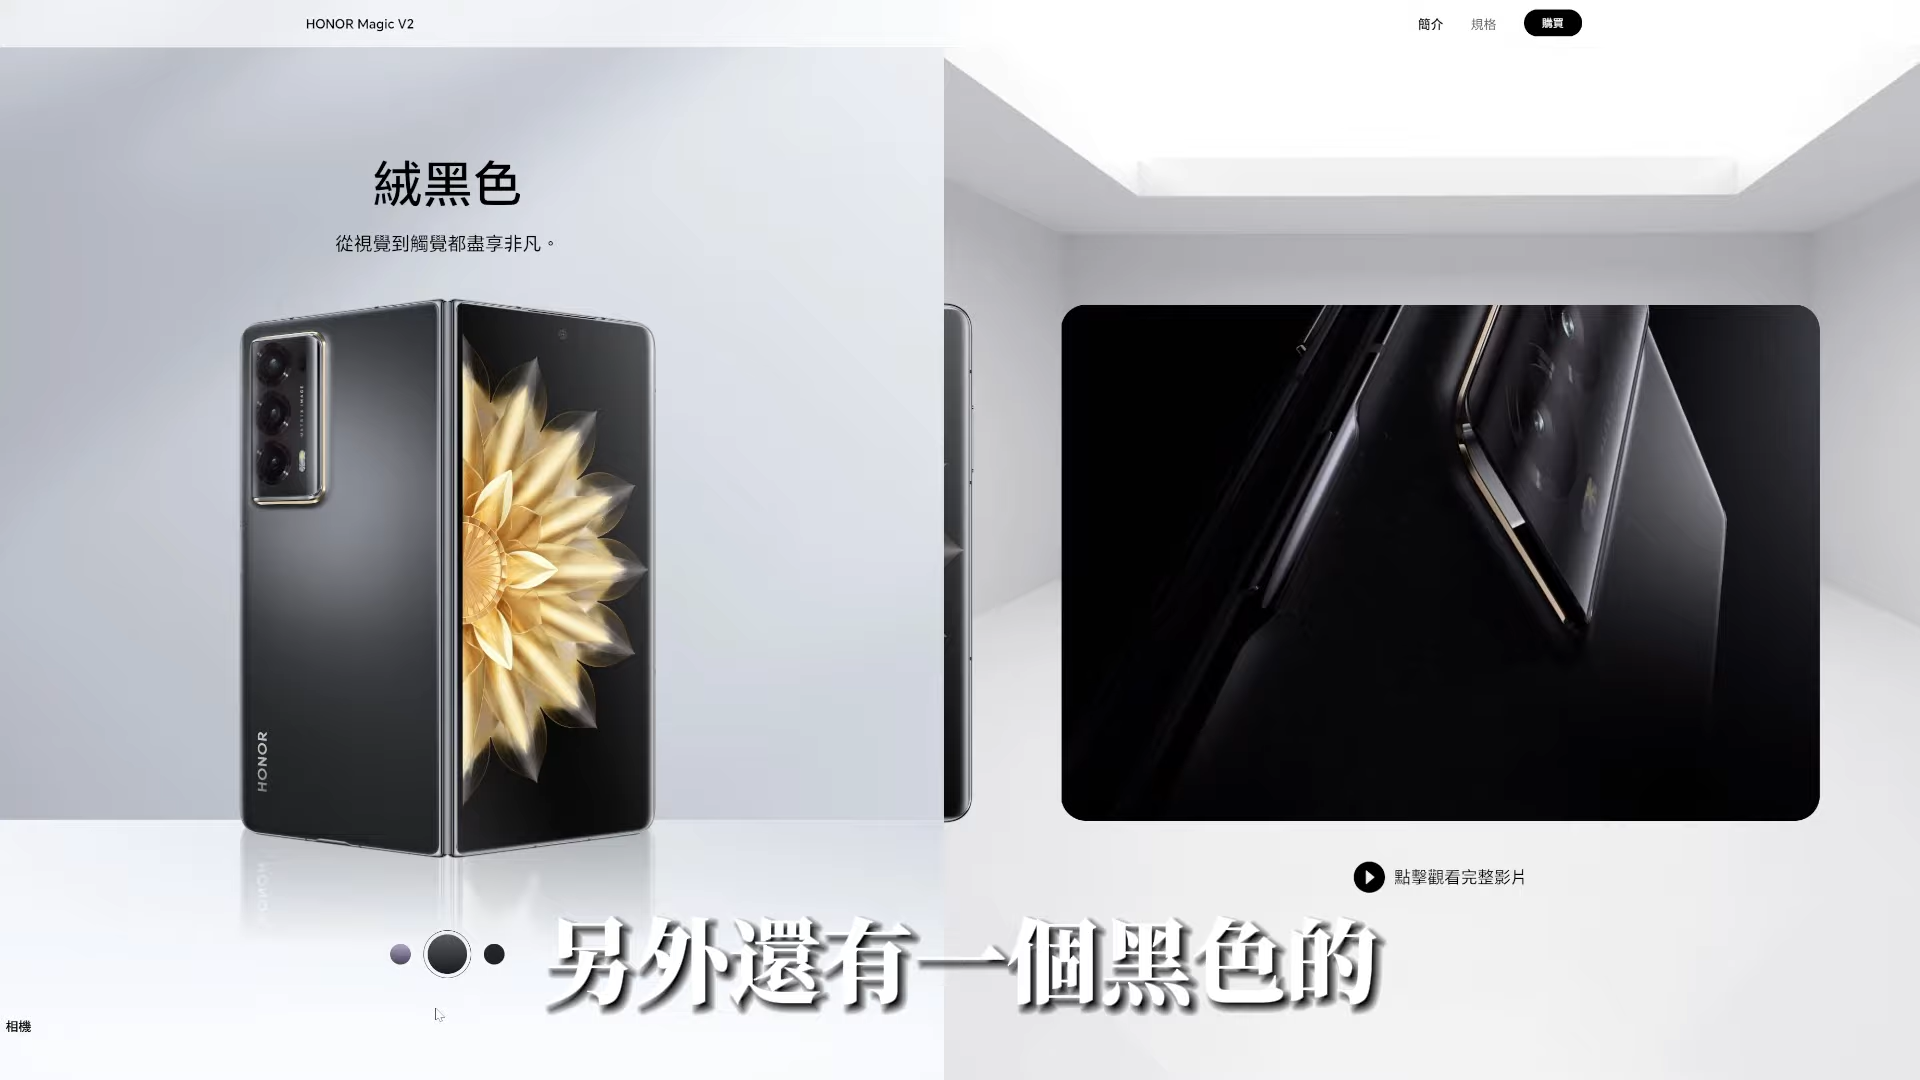 HONOR Magic V2
簡介
規格
購買
絨黑色
從視覺到觸覺都盡享非凡。
HONOR
點擊觀看完整影片
另外還有一個黑色的
相機